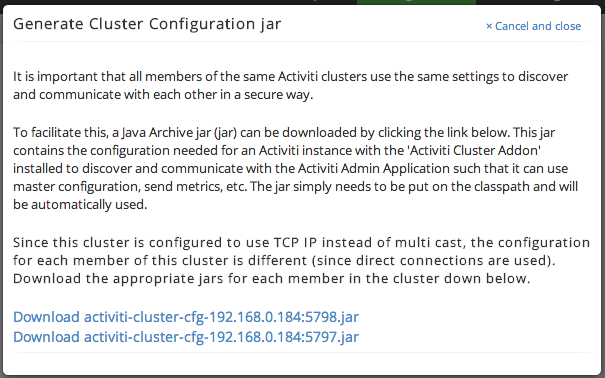 Generate Cluster Configuration jar
× Cancel and close
It is important that all members of the same Activiti clusters use the same settings to discover
and communicate with each other in a secure way.
To facilitate this, a Java Archive jar (jar) can be downloaded by clicking the link below. This jar
contains the configuration needed for an Activiti instance with the 'Activiti Cluster Addon'
installed to discover and communicate with the Activiti Admin Application such that it can use
master configuration, send metrics, etc. The jar simply needs to be put on the classpath and will
be automatically used.
Since this cluster is configured to use TCP IP instead of multi cast, the configuration
for each member of this cluster is different (since direct connections are used).
Download the appropriate jars for each member in the cluster down below.
Download activiti-cluster-cfg-192.168.0.184:5798.jar
Download activiti-cluster-cfg-192.168.0.184:5797.jar